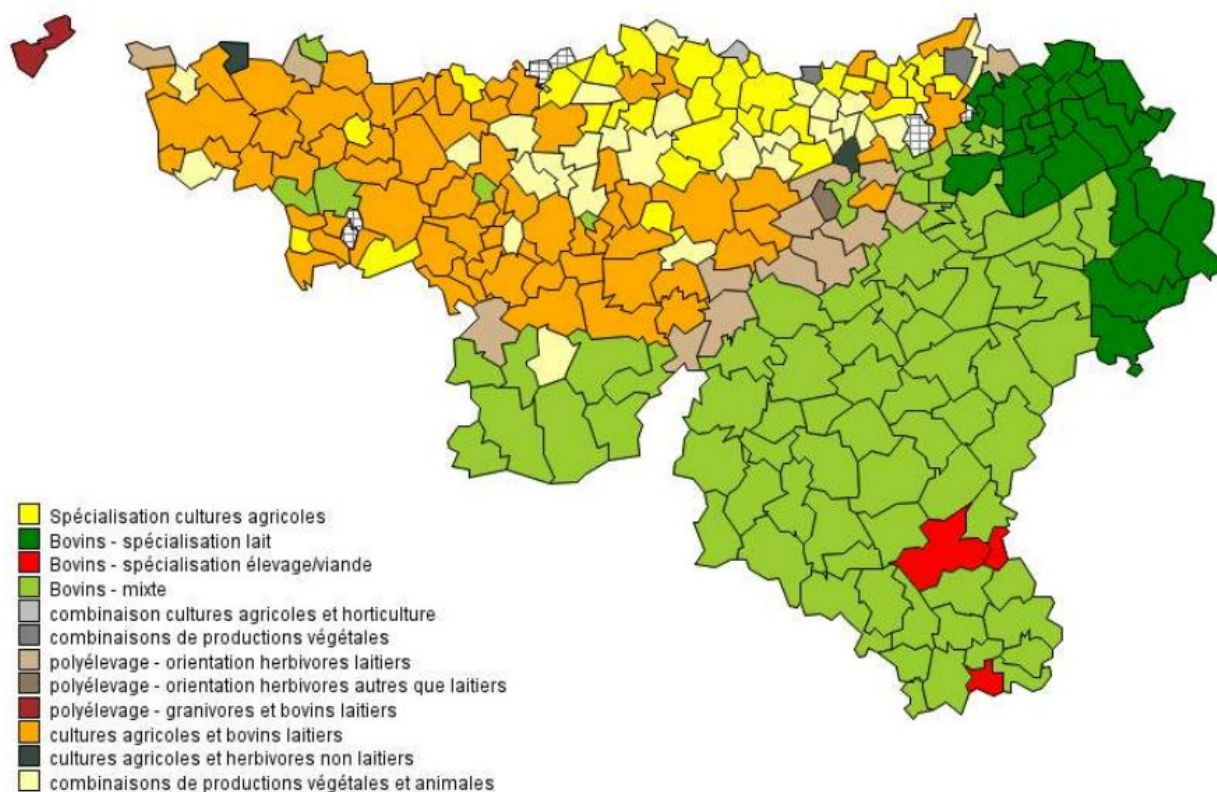 Spécialisation cultures agricoles
Bovins - spécialisation lait
Bovins - spécialisation élevage/viande
Bovins - mixte
combinaison cultures agricoles et horticulture
combinaisons de productions végétales
polyélevage - orientation herbivores laitiers
polyélevage - orientation herbivores autres que laitiers
polyélevage - granivores et bovins laitiers
cultures agricoles et bovins laitiers
cultures agricoles et herbivores non laitiers
combinaisons de productions végétales et animales